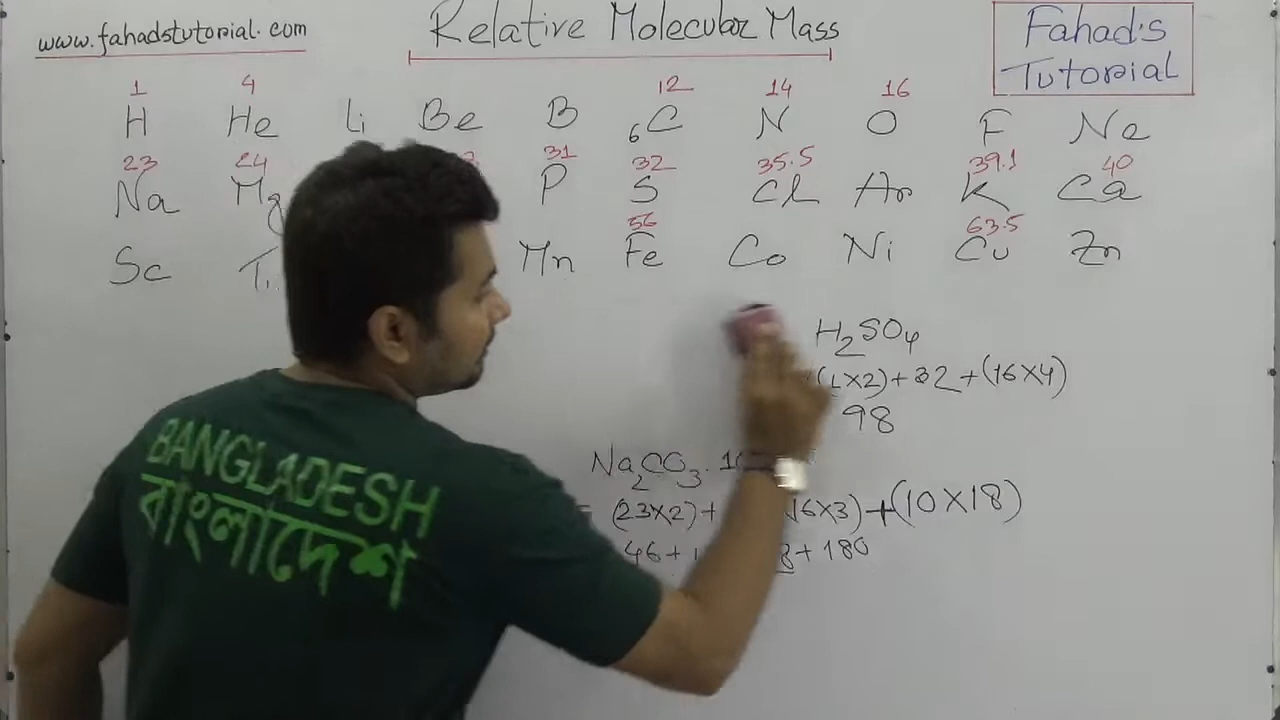 www.fahadstutorial.com
Relative Molecular Mass
Fahad's
Tutorial
1 4 12 14 16
H He Li Be B 6C N O F Ne
23 24 31 32 35.5 39.1 40
Na Mg P S Cl Ar K Ca
56 63.5
Sc Ti Mn Fe Co Ni Cu Zn
H2SO4
(1×2)+32+(16×4)
98
Na2CO3.
(23×2)+ 16×3)+(10×18)
46+ 8+180
BANGLADESH
বাংলাদেশ